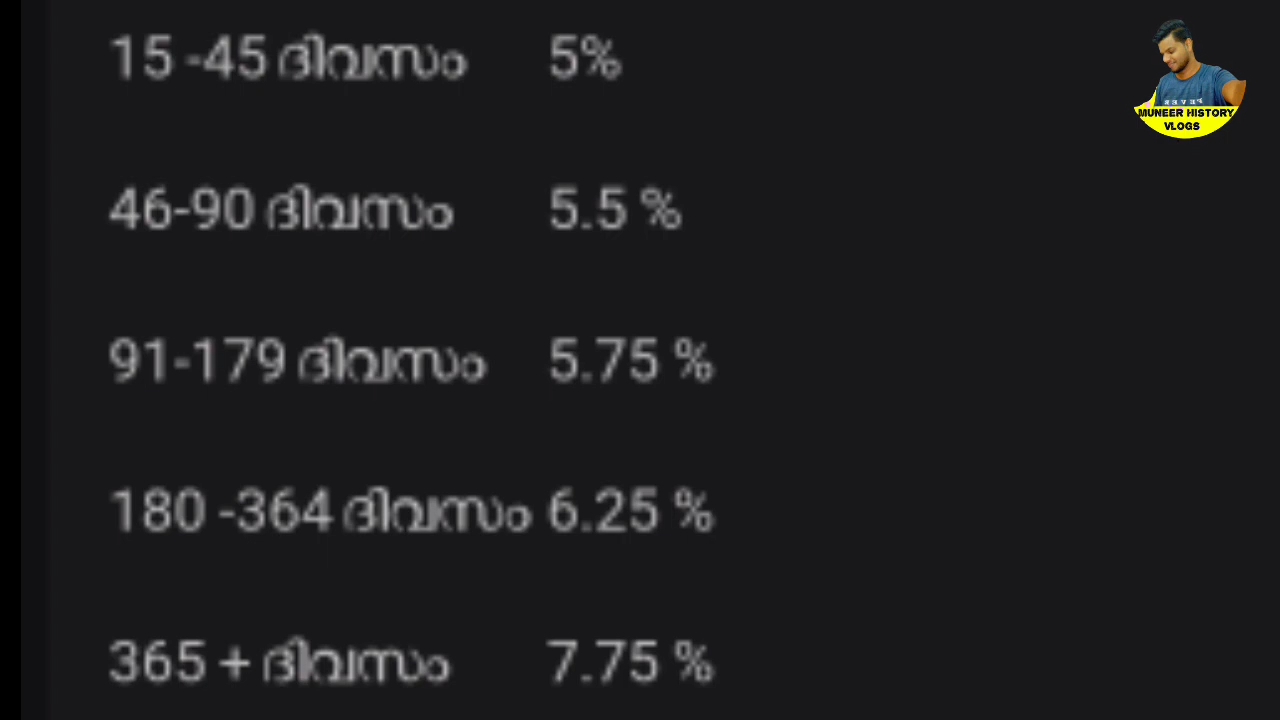 15 -45 ദിവസം 5%
MUNEER HISTORY
VLOGS
46-90 ദിവസം 5.5 %
91-179 ദിവസം 5.75 %
180 -364 ദിവസം 6.25 %
365 + ദിവസം 7.75 %